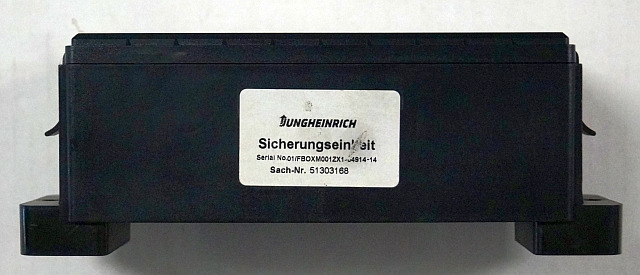 JUNGHEINRICH
Sicherungseinheit
Serial No.01/FBOXM001ZX1-04914-14
Sach-Nr. 51303168